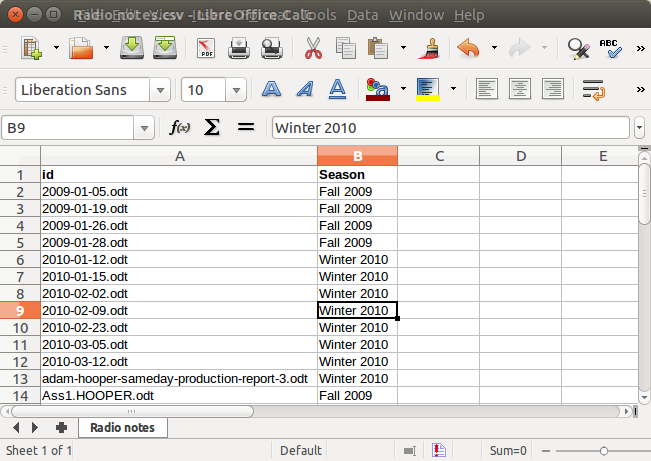 Radio notes.csv - LibreOffice Calc Tools Data Window Help
PDF
ABC
Liberation Sans 10 A A A
B9 f(x) Σ = Winter 2010
A B C D E
1 id Season
2 2009-01-05.odt Fall 2009
3 2009-01-19.odt Fall 2009
4 2009-01-26.odt Fall 2009
5 2009-01-28.odt Fall 2009
6 2010-01-12.odt Winter 2010
7 2010-01-15.odt Winter 2010
8 2010-02-02.odt Winter 2010
9 2010-02-09.odt Winter 2010
10 2010-02-23.odt Winter 2010
11 2010-03-05.odt Winter 2010
12 2010-03-12.odt Winter 2010
13 adam-hooper-sameday-production-report-3.odt Winter 2010
14 Ass1.HOOPER.odt Fall 2009
Radio notes
Sheet 1 of 1 Default Sum=0